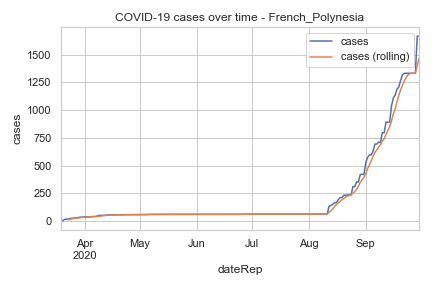 COVID-19 cases over time - French_Polynesia
cases
cases (rolling)
1500
1250
1000
750
500
250
0
cases
Apr
2020
May
Jun
Jul
Aug
Sep
dateRep